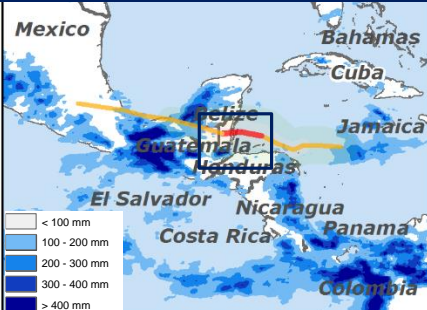 Mexico
Bahamas
Cuba
Belize
Jamaica
Guatemala
Honduras
El Salvador
Nicaragua
Costa Rica
Panama
Colombia
< 100 mm
100 - 200 mm
200 - 300 mm
300 - 400 mm
> 400 mm